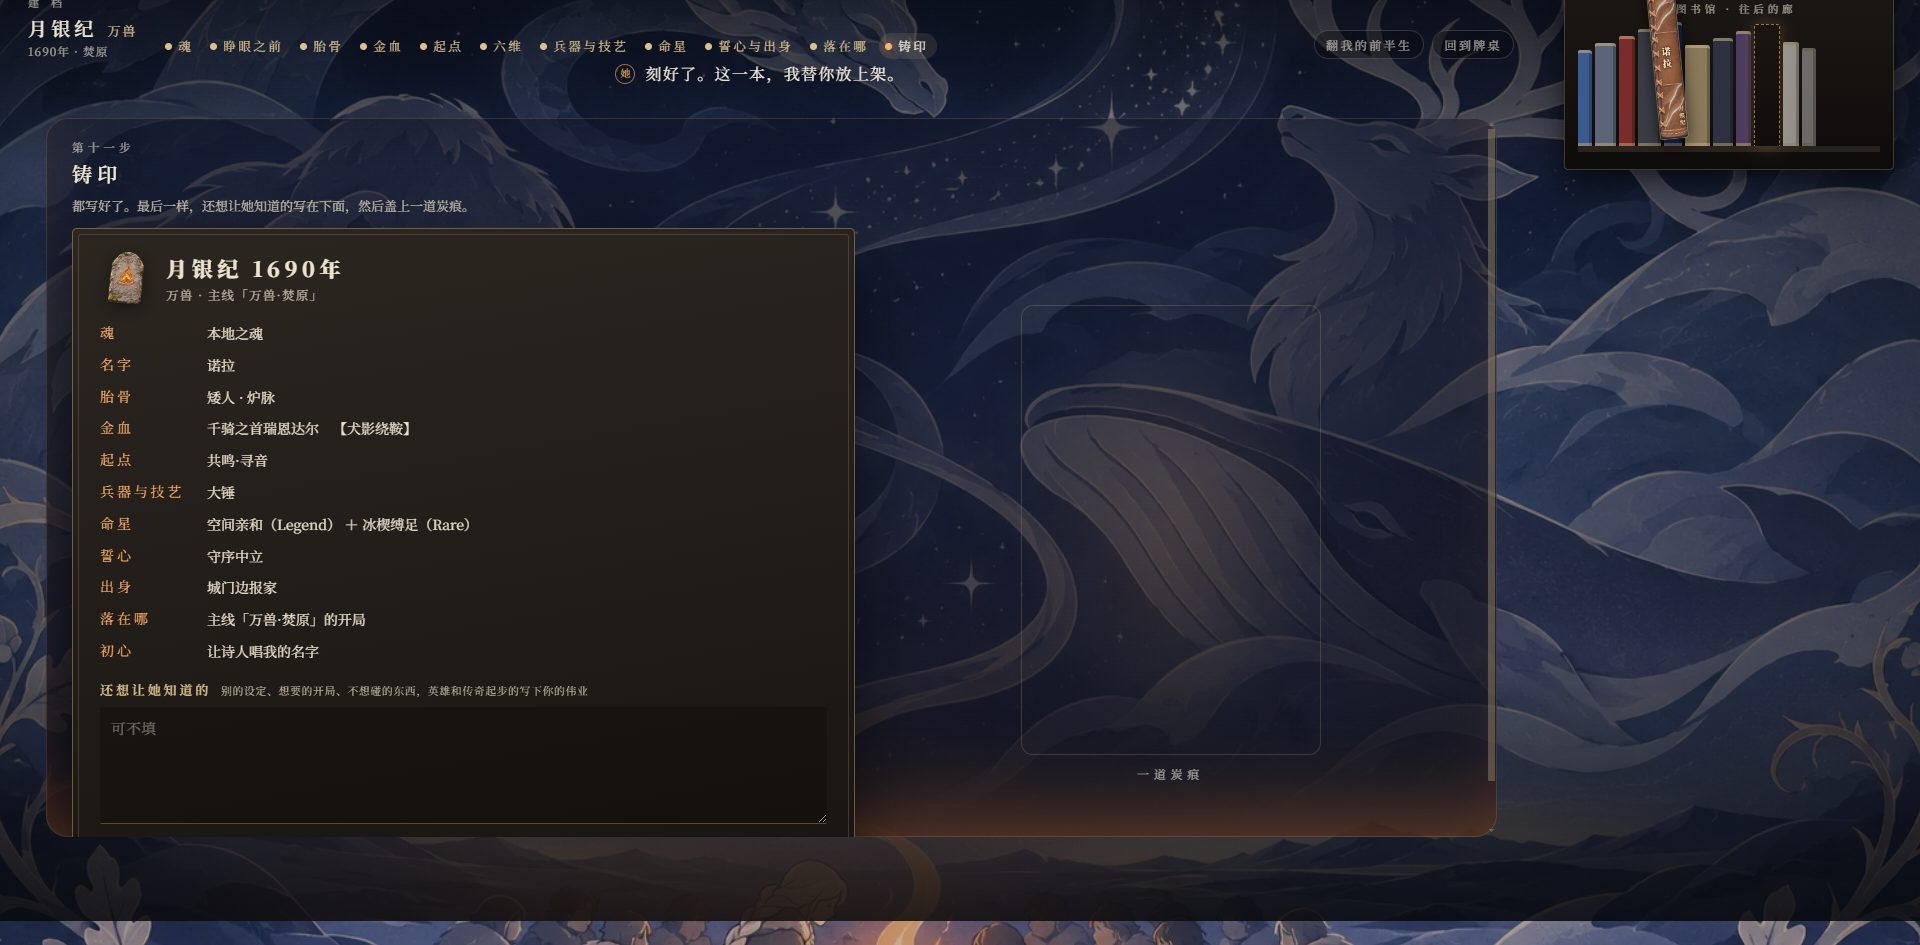 建档
月银纪 万兽
1690年 · 焚原
魂 睁眼之前 胎骨 金血 起点 六维 兵器与技艺 命星 誓心与出身 落在哪 铸印
翻我的前半生 回到牌桌
图书馆 · 往后的廊
诺拉
她 刻好了。这一本，我替你放上架。
第十一步
铸印
都写好了。最后一样，还想让她知道的写在下面，然后盖上一道炭痕。
月银纪 1690年
万兽 · 主线「万兽·焚原」
魂 本地之魂
名字 诺拉
胎骨 矮人 · 炉脉
金血 千骑之首瑞恩达尔 【犬影绕鞍】
起点 共鸣·寻音
兵器与技艺 大锤
命星 空间亲和（Legend） ＋ 冰楔缚足（Rare）
誓心 守序中立
出身 城门边报家
落在哪 主线「万兽·焚原」的开局
初心 让诗人唱我的名字
还想让她知道的 别的设定、想要的开局、不想碰的东西，英雄和传奇起步的写下你的伟业
可不填
一道炭痕